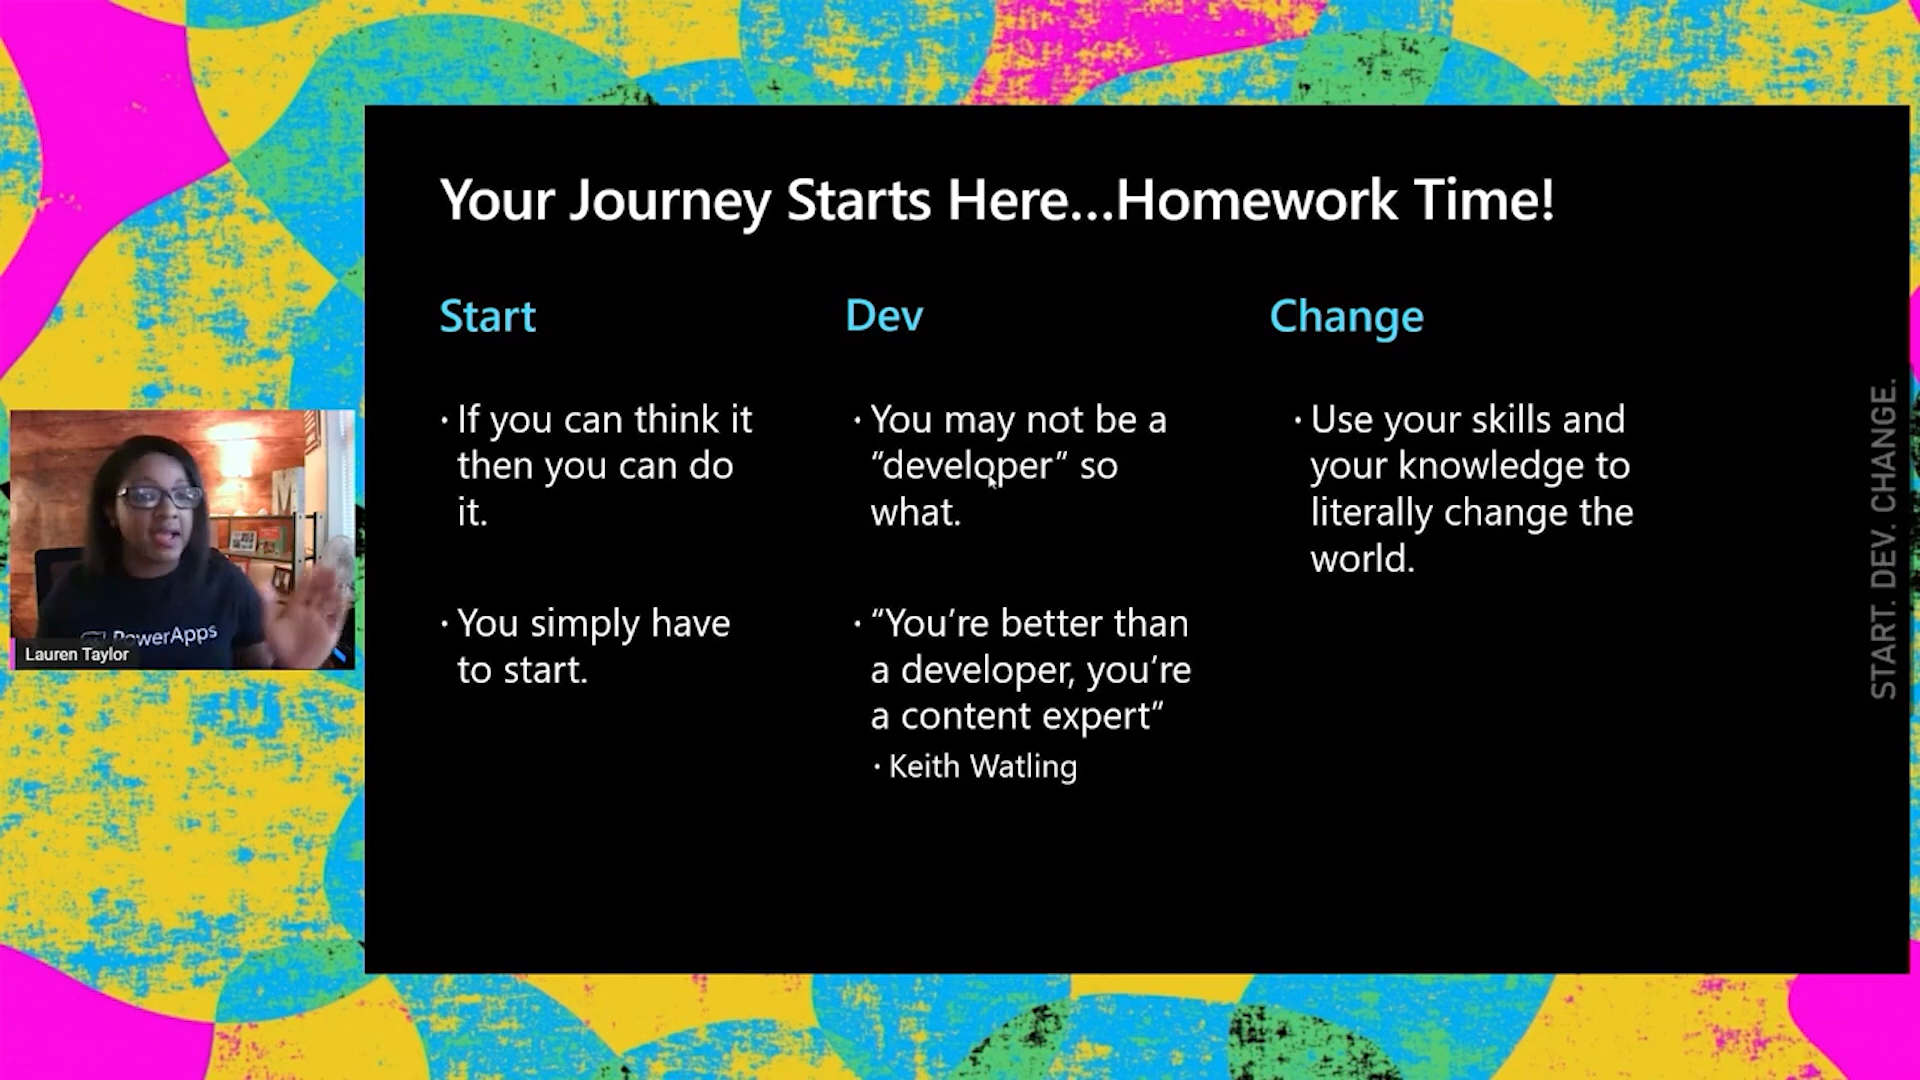 Your Journey Starts Here...Homework Time!
Start
· If you can think it
then you can do
it.
· You simply have
to start.
Dev
· You may not be a
“developer” so
what.
· “You’re better than
a developer, you’re
a content expert”
· Keith Watling
Change
· Use your skills and
your knowledge to
literally change the
world.
START. DEV. CHANGE.
M
PowerApps
Lauren Taylor